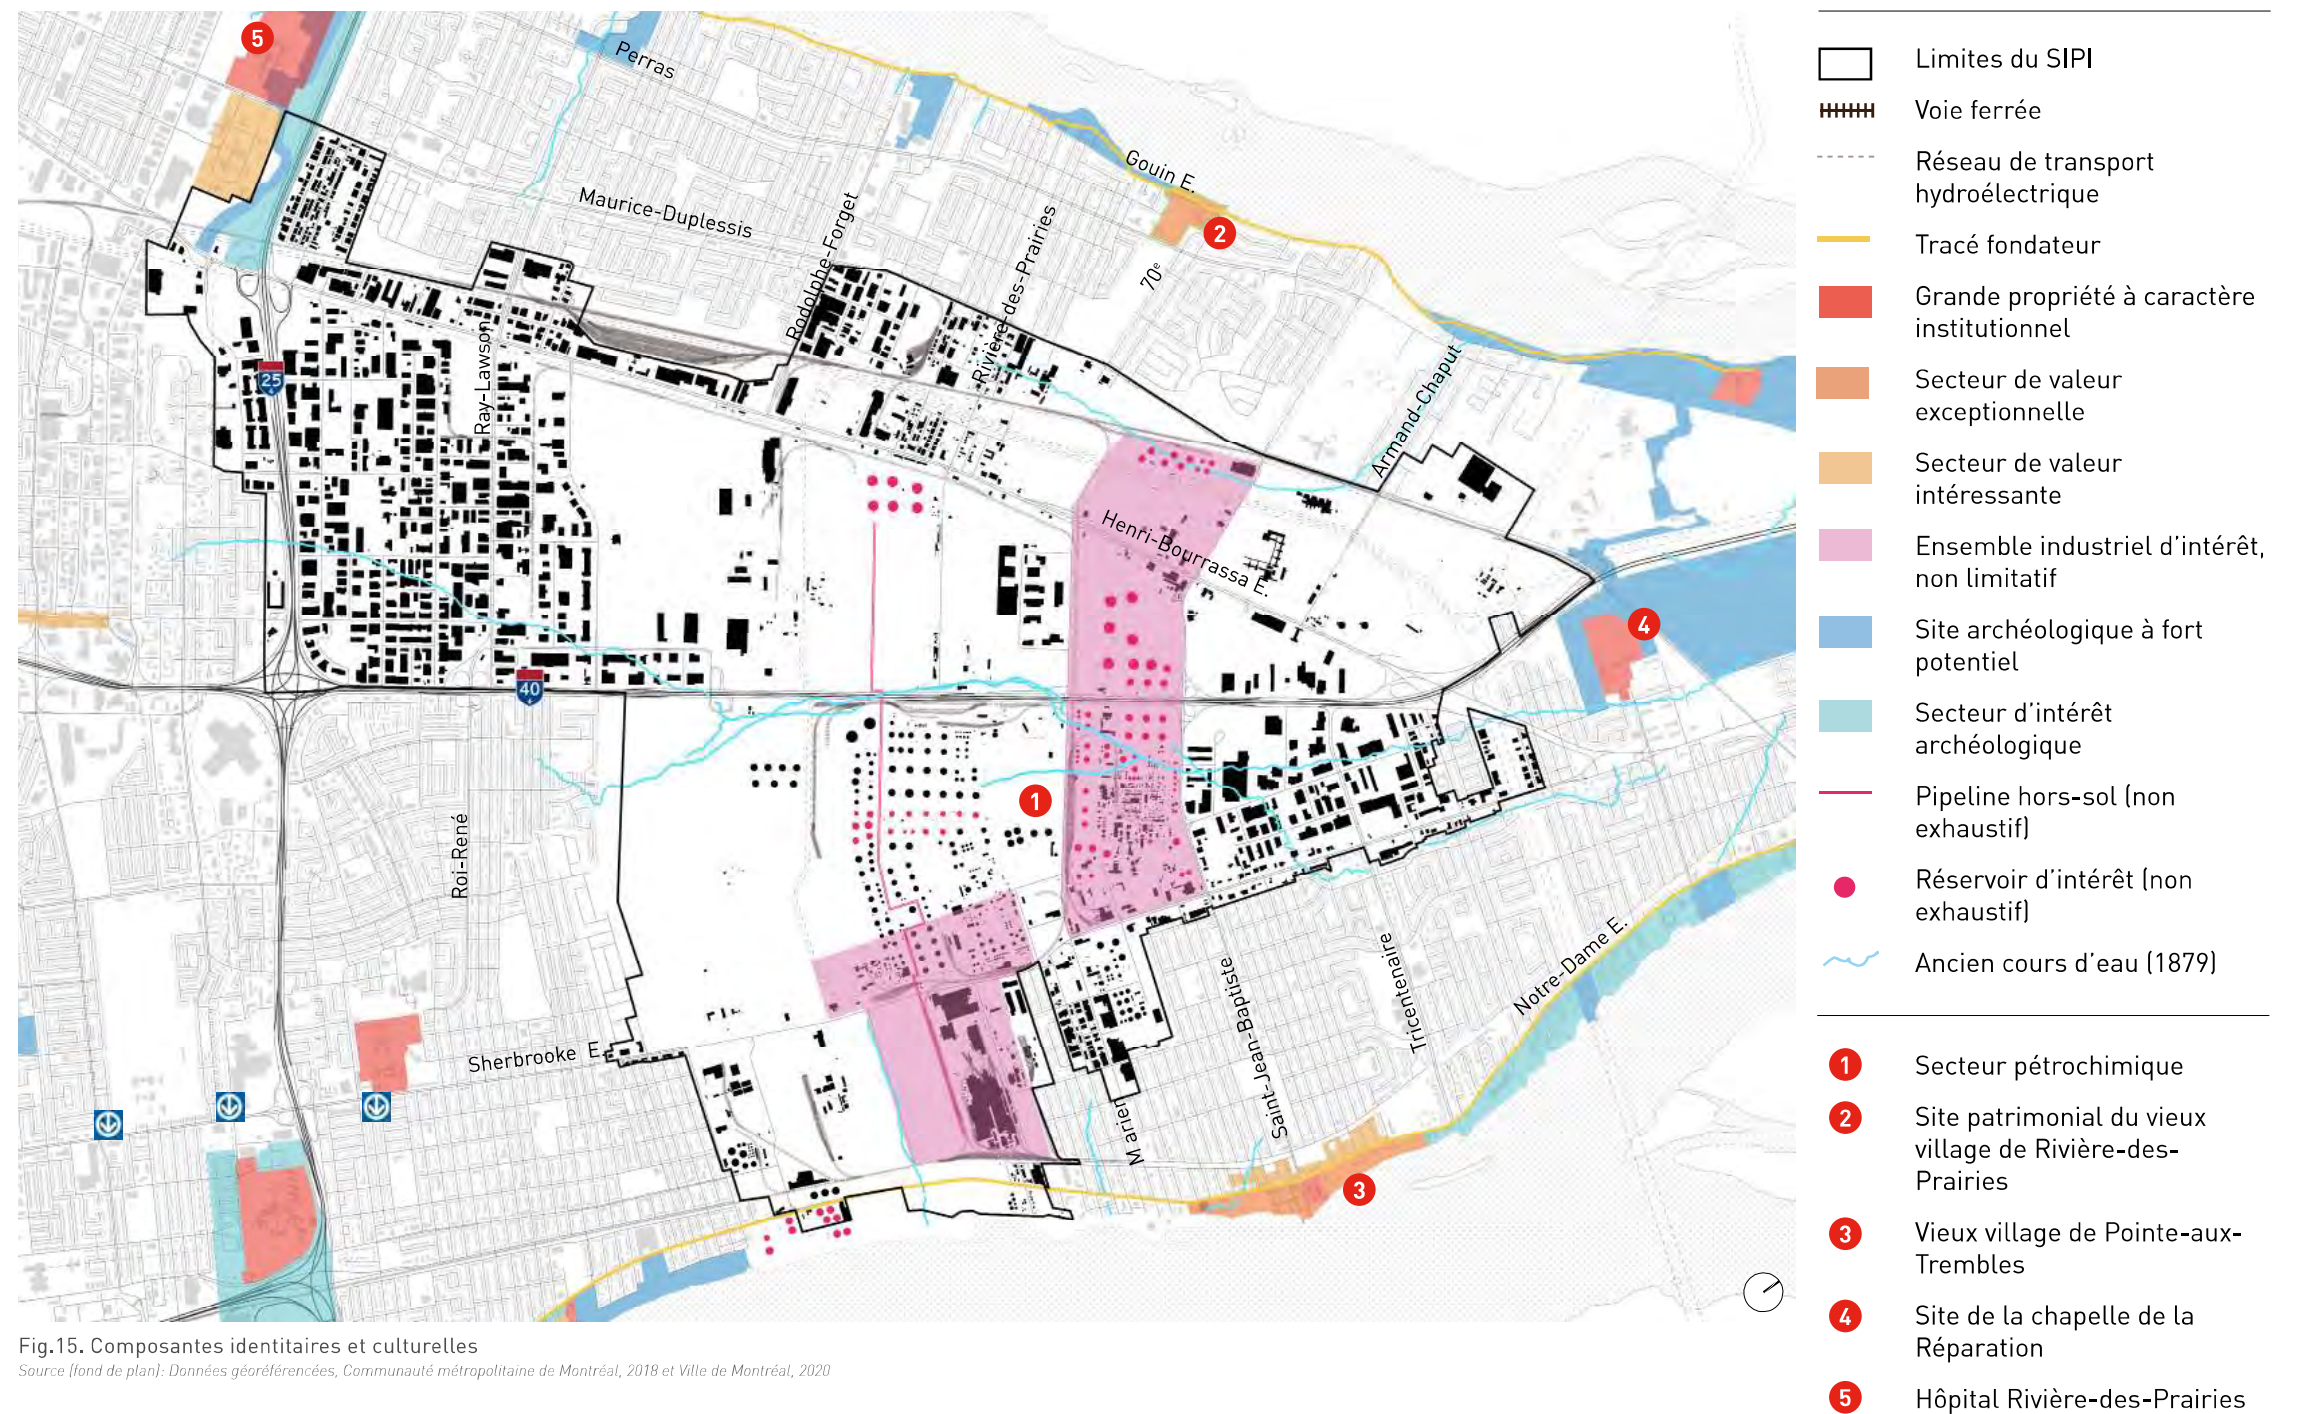 5
Perras
Gouin E.
Maurice-Duplessis
Rodolphe-Forget
Rivière-des-Prairies
2
70e
25
Ray-Lawson
Armand-Chaput
Henri-Bourrassa E.
4
40
1
Roi-René
Sherbrooke E.
Saint-Jean-Baptiste
Tricentenaire
Notre-Dame E.
Marien
3
Limites du SIPI
Voie ferrée
Réseau de transport
hydroélectrique
Tracé fondateur
Grande propriété à caractère
institutionnel
Secteur de valeur
exceptionnelle
Secteur de valeur
intéressante
Ensemble industriel d'intérêt,
non limitatif
Site archéologique à fort
potentiel
Secteur d'intérêt
archéologique
Pipeline hors-sol (non
exhaustif)
Réservoir d'intérêt (non
exhaustif)
Ancien cours d'eau (1879)
1 Secteur pétrochimique
2 Site patrimonial du vieux
village de Rivière-des-
Prairies
3 Vieux village de Pointe-aux-
Trembles
4 Site de la chapelle de la
Réparation
5 Hôpital Rivière-des-Prairies
Fig.15. Composantes identitaires et culturelles
Source (fond de plan): Données géoréférencées, Communauté métropolitaine de Montréal, 2018 et Ville de Montréal, 2020